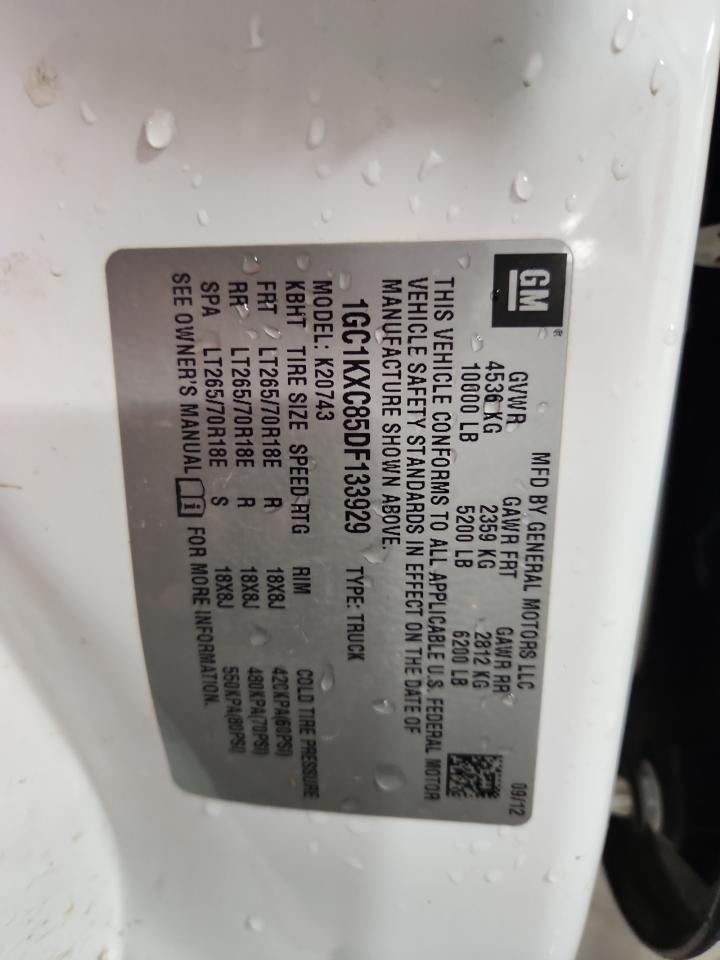 GM ®
MFD BY GENERAL MOTORS LLC 09/12
GVWR GAWR FRT GAWR RR
4536 KG 2359 KG 2812 KG
10000 LB 5200 LB 6200 LB
THIS VEHICLE CONFORMS TO ALL APPLICABLE U.S. FEDERAL MOTOR
VEHICLE SAFETY STANDARDS IN EFFECT ON THE DATE OF
MANUFACTURE SHOWN ABOVE.
1GC1KXC85DF133929 TYPE: TRUCK
MODEL: K20743
KBHT TIRE SIZE SPEED RTG RIM COLD TIRE PRESSURE
FRT LT265/70R18E R 18X8J 420KPA(60PSI)
RR LT265/70R18E R 18X8J 480KPA(70PSI)
SPA LT265/70R18E S 18X8J 550KPA(80PSI)
SEE OWNER'S MANUAL FOR MORE INFORMATION.